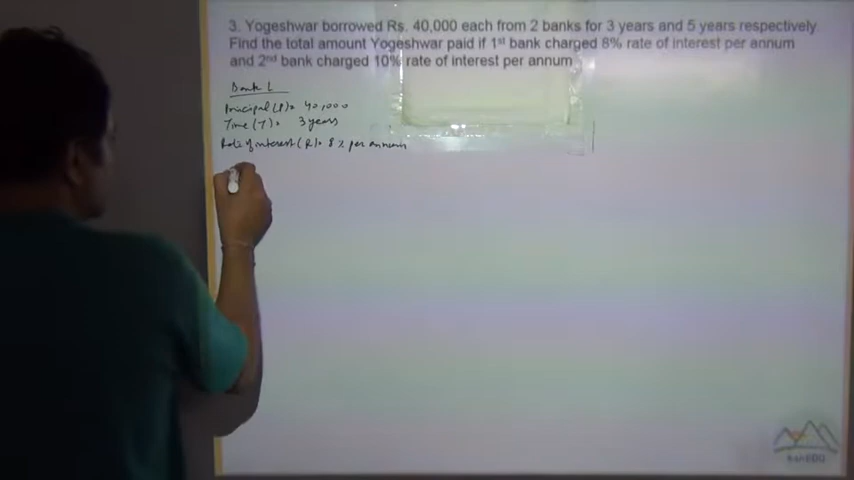 3. Yogeshwar borrowed Rs. 40,000 each from 2 banks for 3 years and 5 years respectively
Find the total amount Yogeshwar paid if 1st bank charged 8% rate of interest per annum
and 2nd bank charged 10% rate of interest per annum
Bank 1
Principal (P) = 40,000
Time (T) = 3 years
Rate of interest (R) = 8 % per annum